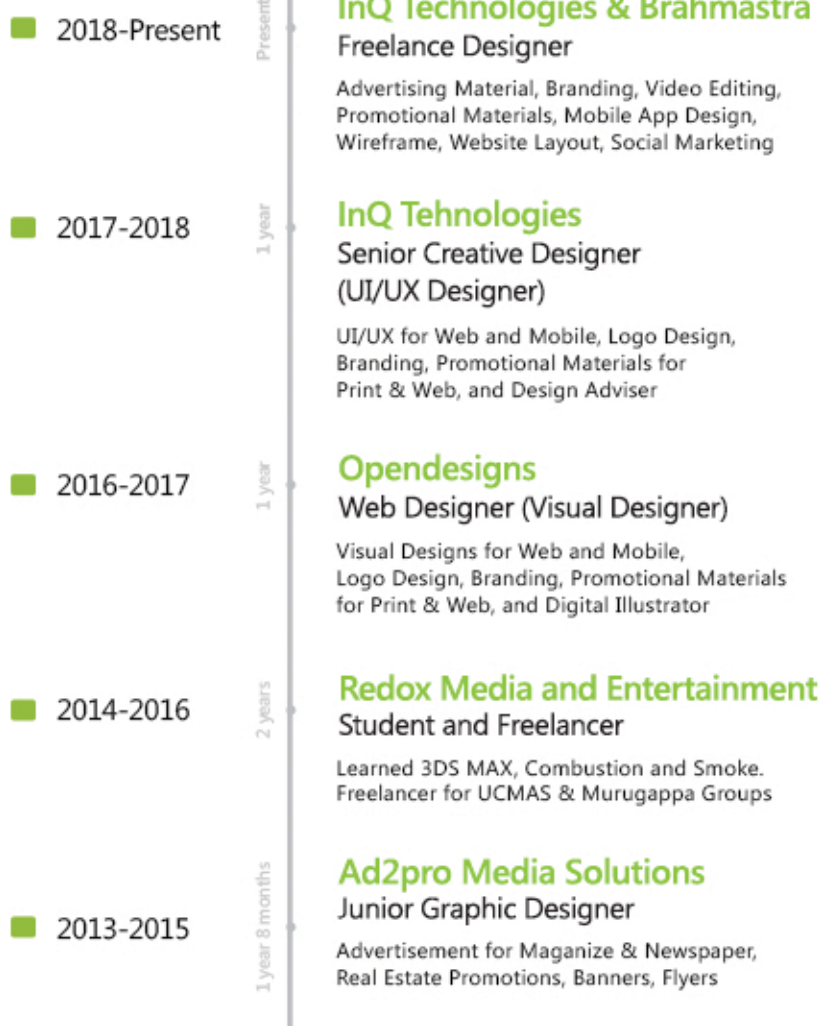 2018-Present
Present
InQ Technologies & Brahmastra
Freelance Designer
Advertising Material, Branding, Video Editing,
Promotional Materials, Mobile App Design,
Wireframe, Website Layout, Social Marketing
2017-2018
1 year
InQ Tehnologies
Senior Creative Designer
(UI/UX Designer)
UI/UX for Web and Mobile, Logo Design,
Branding, Promotional Materials for
Print & Web, and Design Adviser
2016-2017
1 year
Opendesigns
Web Designer (Visual Designer)
Visual Designs for Web and Mobile,
Logo Design, Branding, Promotional Materials
for Print & Web, and Digital Illustrator
2014-2016
2 years
Redox Media and Entertainment
Student and Freelancer
Learned 3DS MAX, Combustion and Smoke.
Freelancer for UCMAS & Murugappa Groups
2013-2015
1 year 8 months
Ad2pro Media Solutions
Junior Graphic Designer
Advertisement for Maganize & Newspaper,
Real Estate Promotions, Banners, Flyers